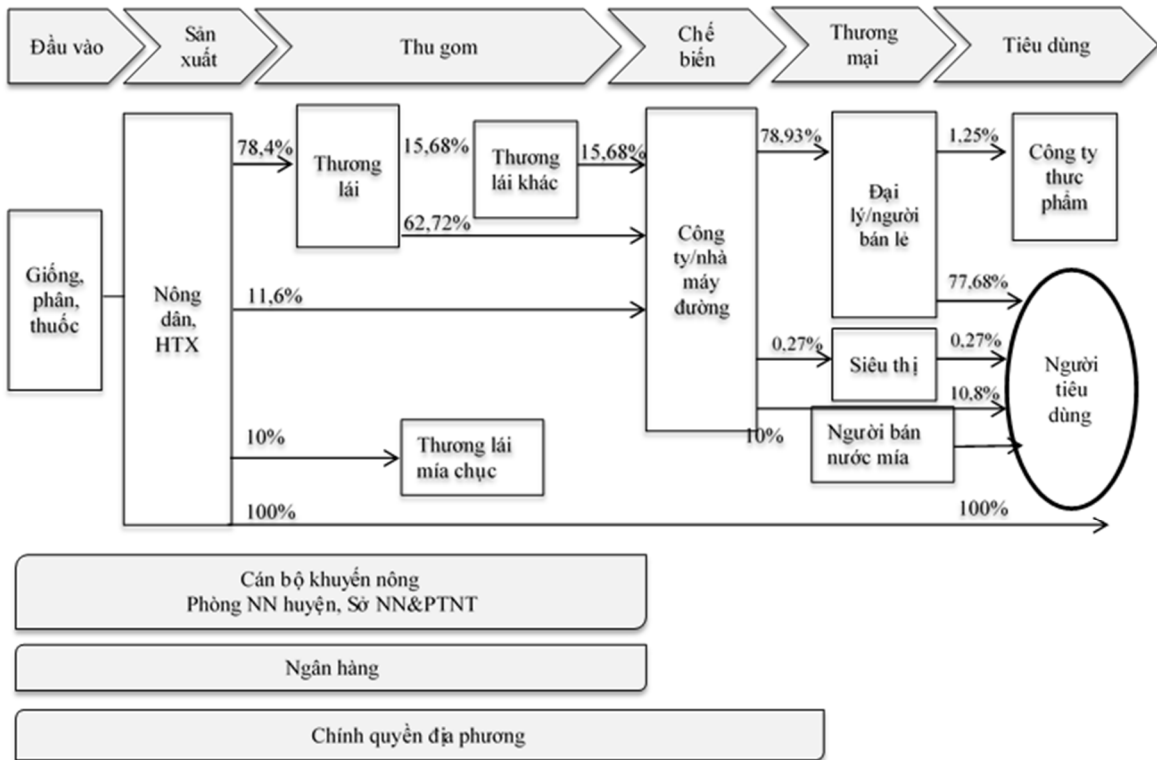 Đầu vào
Sản
xuất
Thu gom
Chế
biến
Thương
mại
Tiêu dùng
Giống,
phân,
thuốc
Nông
dân,
HTX
78,4%
Thương
lái
15,68%
Thương
lái khác
15,68%
62,72%
11,6%
10%
Thương lái
mía chục
100%
Công
ty/nhà
máy
đường
78,93%
Đại
lý/người
bán lẻ
1,25%
Công ty
thưc
phẩm
77,68%
0,27%
Siêu thị
0,27%
10,8%
10%
Người bán
nước mía
Người
tiêu
dùng
100%
Cán bộ khuyến nông
Phòng NN huyện, Sở NN&PTNT
Ngân hàng
Chính quyền địa phương